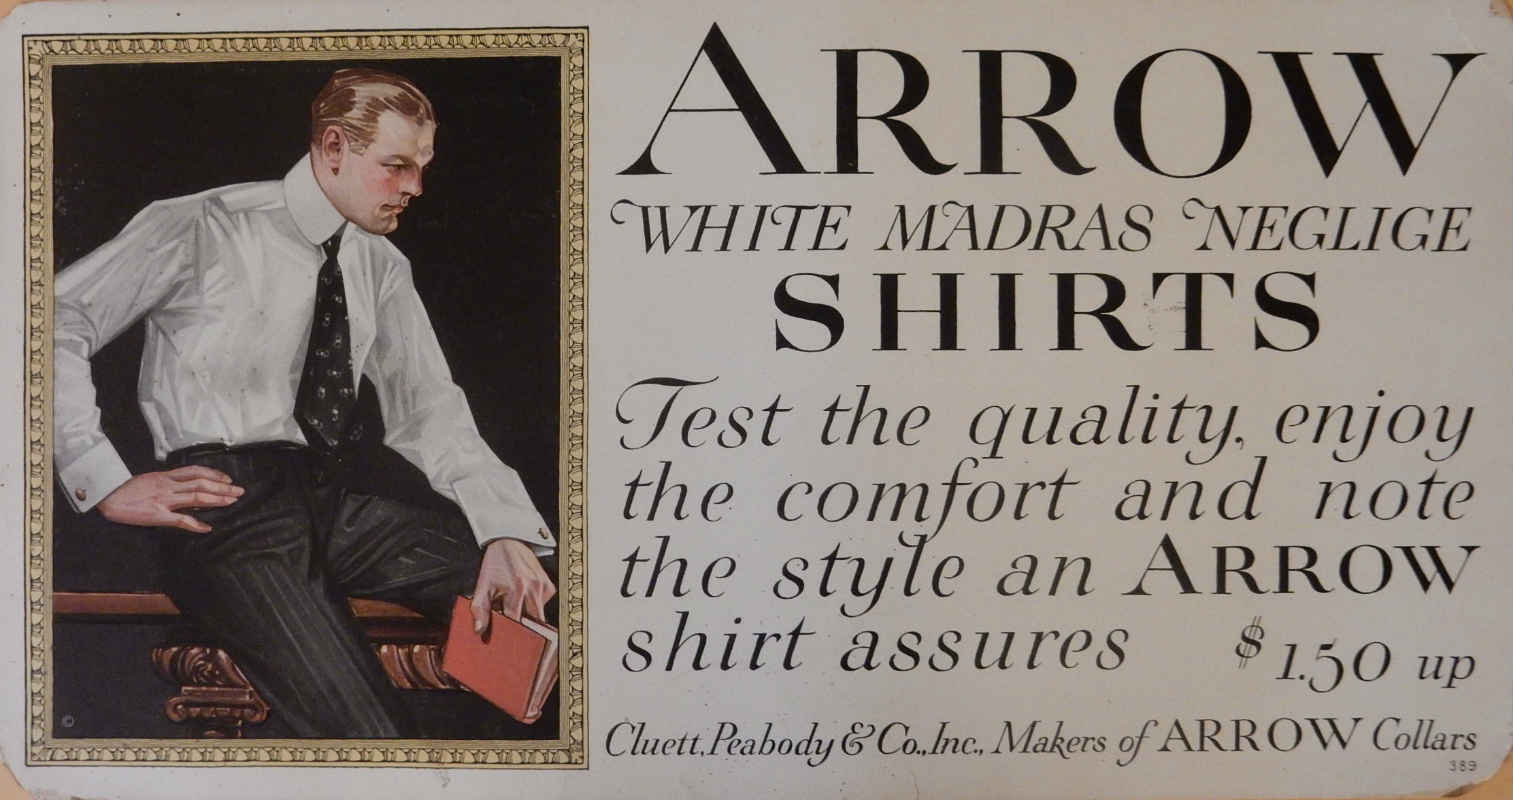 ARROW
WHITE MADRAS NEGLIGE
SHIRTS
Test the quality, enjoy
the comfort and note
the style an ARROW
shirt assures $1.50 up
Cluett, Peabody & Co., Inc., Makers of ARROW Collars
389
©